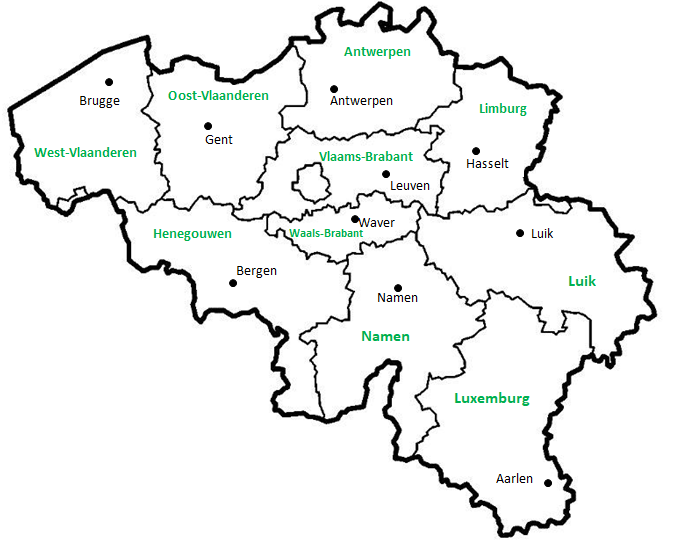 Antwerpen
Oost-Vlaanderen
Brugge
Antwerpen
Limburg
Gent
West-Vlaanderen
Vlaams-Brabant
Hasselt
Leuven
Waver
Henegouwen
Waals-Brabant
Luik
Bergen
Luik
Namen
Namen
Luxemburg
Aarlen